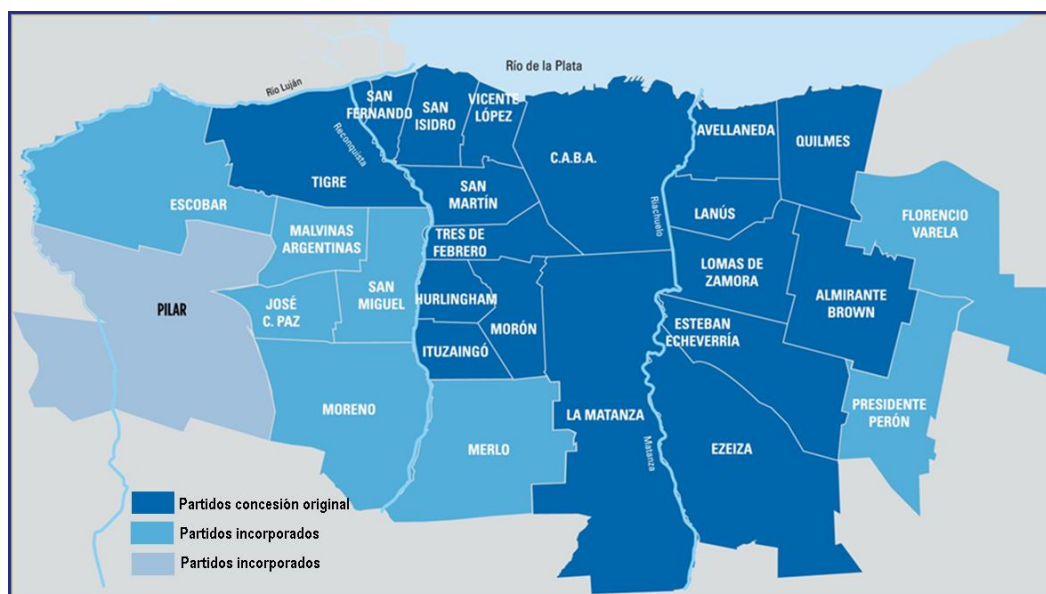 Río de la Plata
Río Luján
SAN
FERNANDO
SAN
ISIDRO
VICENTE
LÓPEZ
Reconquista
C.A.B.A.
AVELLANEDA
QUILMES
TIGRE
ESCOBAR
SAN
MARTÍN
LANÚS
Riachuelo
FLORENCIO
VARELA
MALVINAS
ARGENTINAS
TRES DE
FEBRERO
LOMAS DE
ZAMORA
PILAR
JOSÉ
C. PAZ
SAN
MIGUEL
HURLINGHAM
MORÓN
ALMIRANTE
BROWN
ESTEBAN
ECHEVERRÍA
ITUZAINGÓ
MORENO
LA MATANZA
PRESIDENTE
PERÓN
MERLO
Matanza
EZEIZA
Partidos concesión original
Partidos incorporados
Partidos incorporados